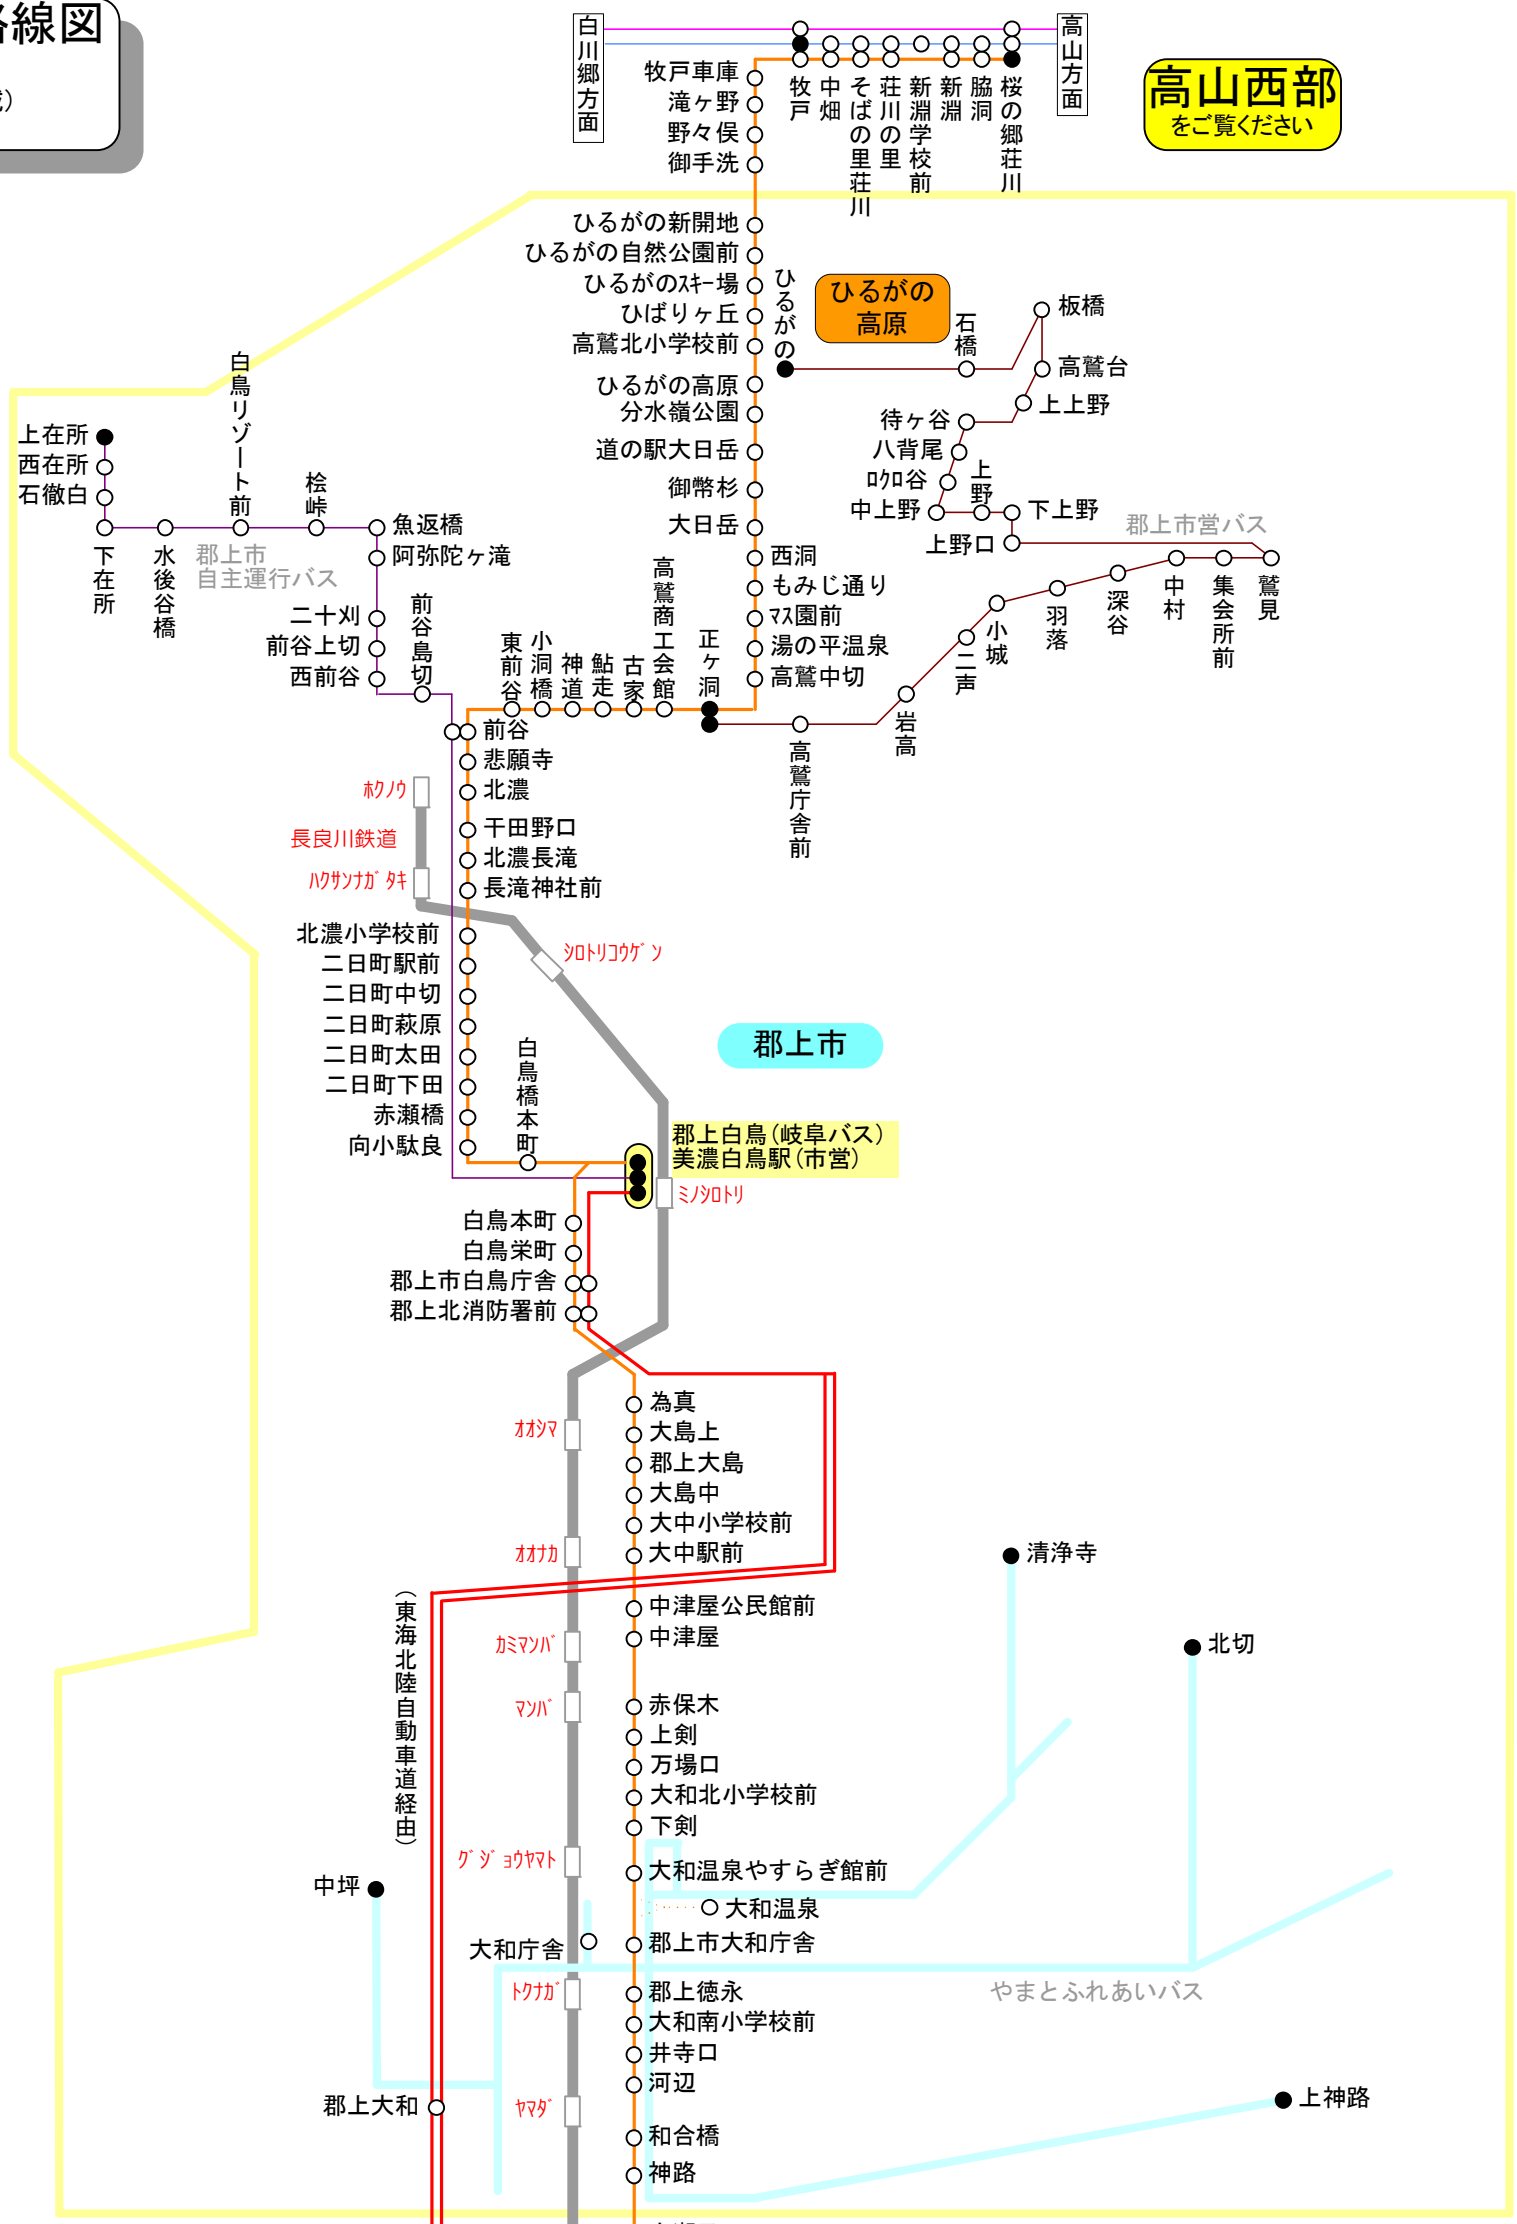 路線図
白川郷方面
高山方面
高山西部
をご覧ください
牧戸
中畑
そばの里荘川
荘川の里
新淵学校前
新淵
脇洞
桜の郷荘川
牧戸車庫
滝ヶ野
野々俣
御手洗
ひるがの新開地
ひるがの自然公園前
ひるがのスキー場
ひばりヶ丘
高鷲北小学校前
ひるがの高原
分水嶺公園
道の駅大日岳
御幣杉
大日岳
西洞
もみじ通り
マス園前
湯の平温泉
高鷲中切
ひるがの
ひるがの
高原
石橋
板橋
高鷲台
上上野
待ヶ谷
八背尾
ロクロ谷
中上野
上野
下上野
上野口
郡上市営バス
鷲見
集会所前
中村
深谷
羽落
小城
二声
岩高
高鷲庁舎前
正ヶ洞
高鷲商工会館
古家
鮎走
神道
小洞橋
東前谷
上在所
西在所
石徹白
下在所
水後谷橋
白鳥リゾート前
桧峠
郡上市
自主運行バス
魚返橋
阿弥陀ヶ滝
二十刈
前谷上切
西前谷
前谷島切
前谷
悲願寺
北濃
干田野口
北濃長滝
長滝神社前
ホクノウ
長良川鉄道
ハクサンナガタキ
シロトリコウゲン
北濃小学校前
二日町駅前
二日町中切
二日町萩原
二日町太田
二日町下田
赤瀬橋
向小駄良
白鳥橋本町
郡上市
郡上白鳥(岐阜バス)
美濃白鳥駅(市営)
ミノシロトリ
白鳥本町
白鳥栄町
郡上市白鳥庁舎
郡上北消防署前
為真
大島上
郡上大島
大島中
大中小学校前
大中駅前
オオシマ
オオナカ
中津屋公民館前
中津屋
カミマンバ
マンバ
(東海北陸自動車道経由)
赤保木
上剣
万場口
大和北小学校前
下剣
グジョウヤマト
大和温泉やすらぎ館前
大和温泉
大和庁舎
郡上市大和庁舎
清浄寺
北切
中坪
やまとふれあいバス
トクナガ
郡上徳永
大和南小学校前
井寺口
河辺
郡上大和
ヤマダ
和合橋
神路
上神路